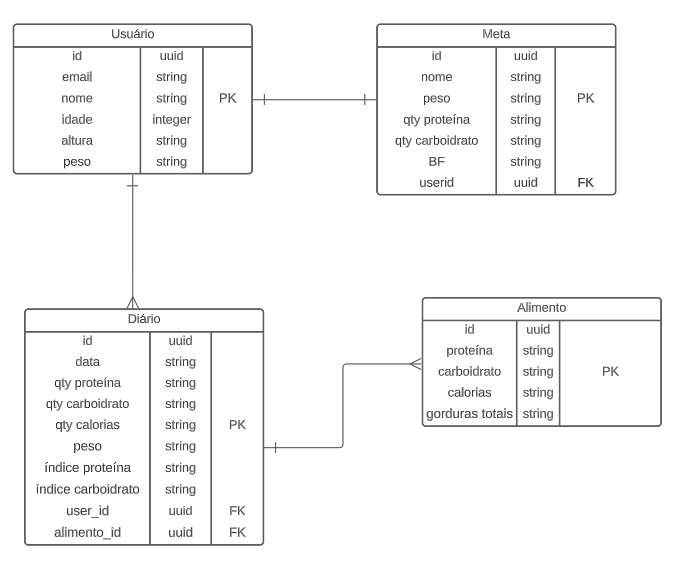 Usuário
id uuid
email string
nome string PK
idade integer
altura string
peso string
Meta
id uuid
nome string
peso string PK
qty proteína string
qty carboidrato string
BF string
userid uuid FK
Diário
id uuid
data string
qty proteína string
qty carboidrato string
qty calorias string PK
peso string
índice proteína string
índice carboidrato string
user_id uuid FK
alimento_id uuid FK
Alimento
id uuid
proteína string
carboidrato string PK
calorias string
gorduras totais string